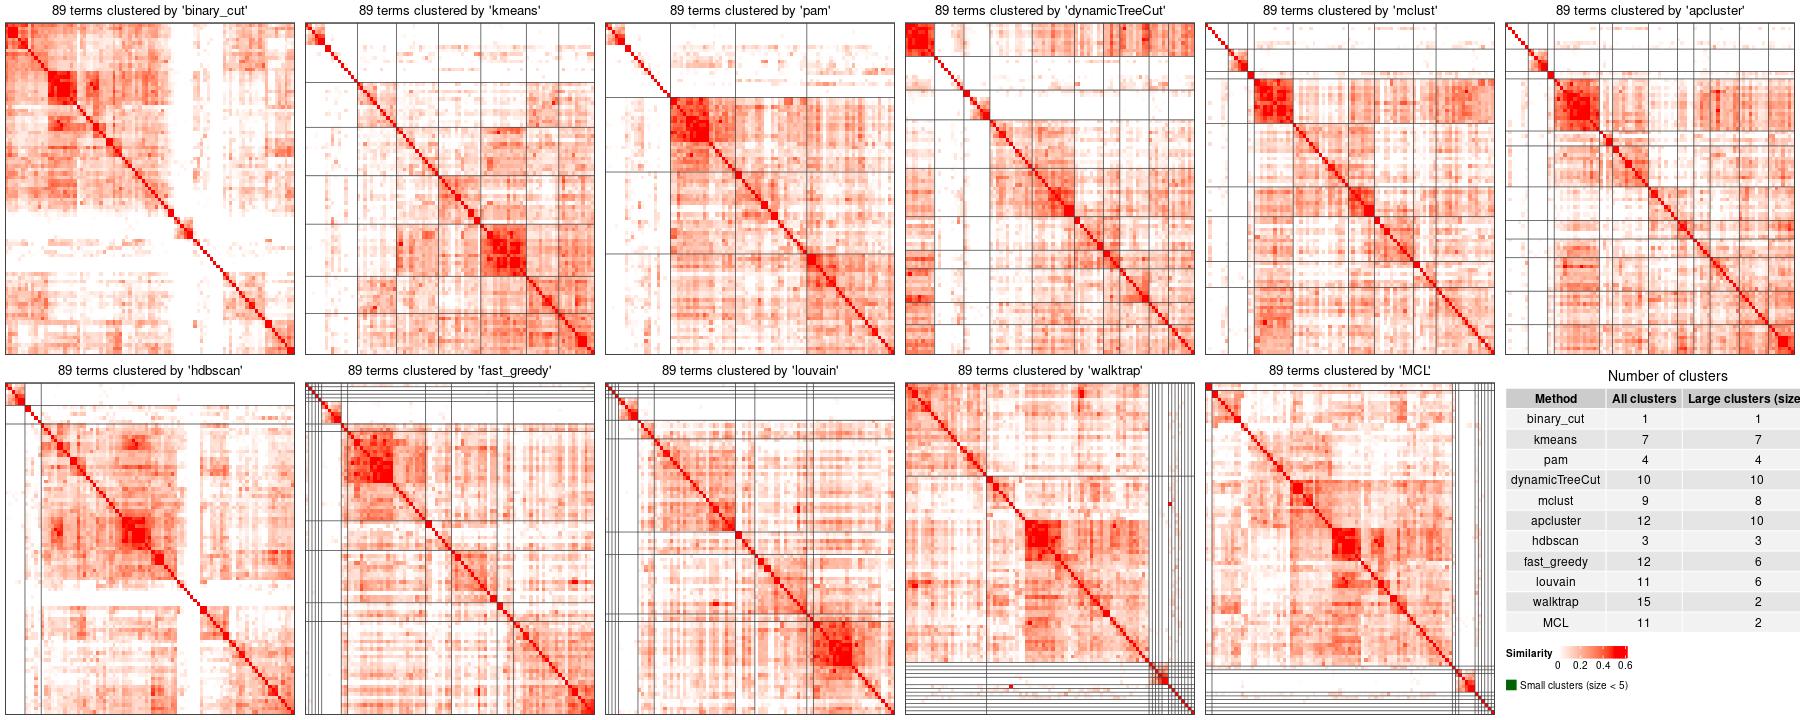 89 terms clustered by 'binary_cut'
89 terms clustered by 'kmeans'
89 terms clustered by 'pam'
89 terms clustered by 'dynamicTreeCut'
89 terms clustered by 'mclust'
89 terms clustered by 'apcluster'
89 terms clustered by 'hdbscan'
89 terms clustered by 'fast_greedy'
89 terms clustered by 'louvain'
89 terms clustered by 'walktrap'
89 terms clustered by 'MCL'
Number of clusters
Method All clusters Large clusters (size
binary_cut 1 1
kmeans 7 7
pam 4 4
dynamicTreeCut 10 10
mclust 9 8
apcluster 12 10
hdbscan 3 3
fast_greedy 12 6
louvain 11 6
walktrap 15 2
MCL 11 2
Similarity
0 0.2 0.4 0.6
Small clusters (size < 5)